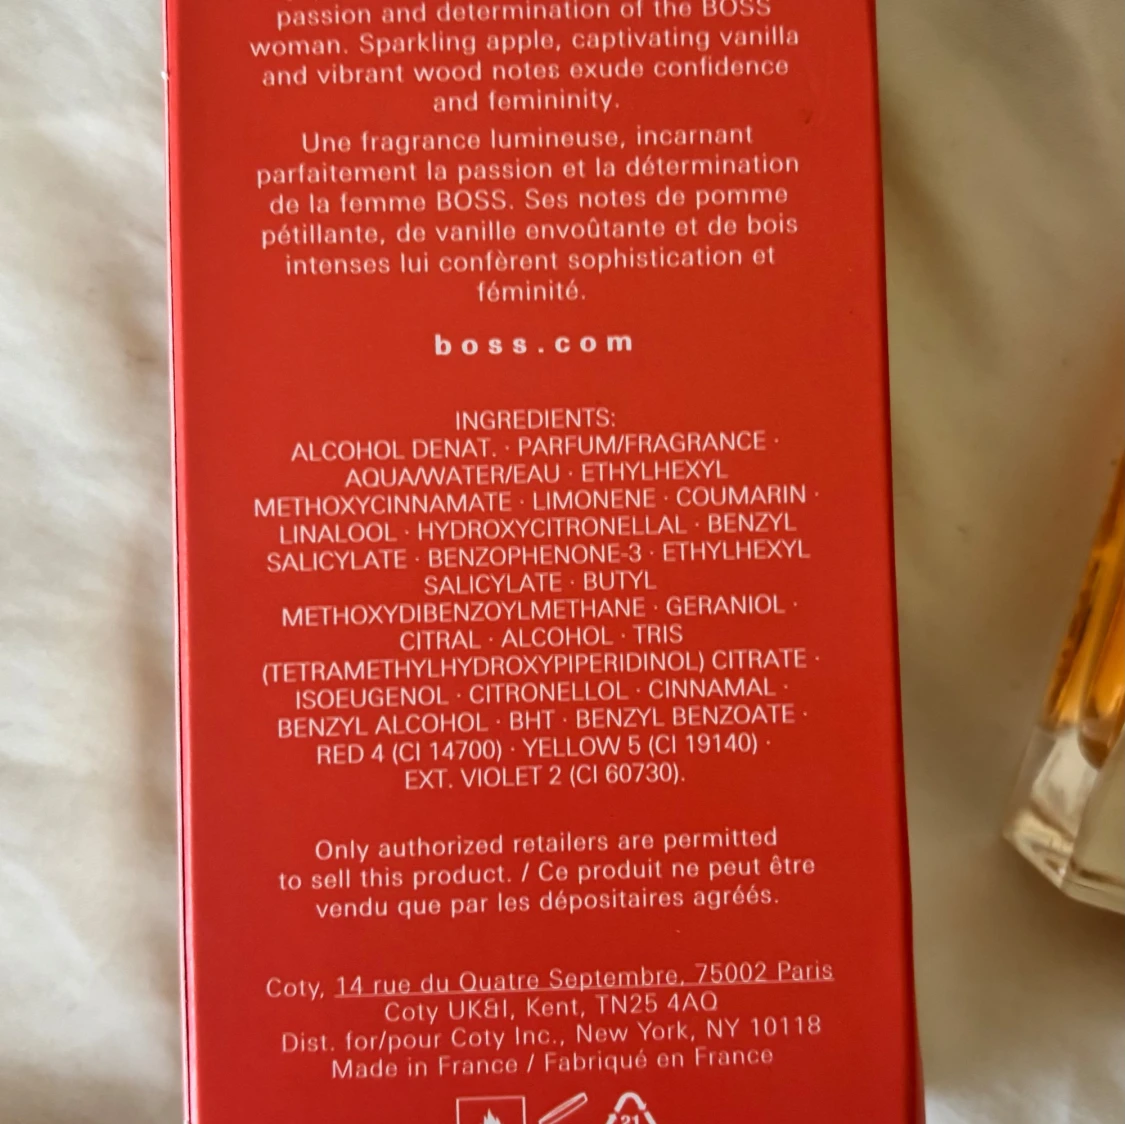 passion and determination of the BOSS
woman. Sparkling apple, captivating vanilla
and vibrant wood notes exude confidence
and femininity.
Une fragrance lumineuse, incarnant
parfaitement la passion et la détermination
de la femme BOSS. Ses notes de pomme
pétillante, de vanille envoûtante et de bois
intenses lui confèrent sophistication et
féminité.
boss.com
INGREDIENTS:
ALCOHOL DENAT. · PARFUM/FRAGRANCE ·
AQUA/WATER/EAU · ETHYLHEXYL
METHOXYCINNAMATE · LIMONENE · COUMARIN ·
LINALOOL · HYDROXYCITRONELLAL · BENZYL
SALICYLATE · BENZOPHENONE-3 · ETHYLHEXYL
SALICYLATE · BUTYL
METHOXYDIBENZOYLMETHANE · GERANIOL ·
CITRAL · ALCOHOL · TRIS
(TETRAMETHYLHYDROXYPIPERIDINOL) CITRATE ·
ISOEUGENOL · CITRONELLOL · CINNAMAL ·
BENZYL ALCOHOL · BHT · BENZYL BENZOATE ·
RED 4 (CI 14700) · YELLOW 5 (CI 19140) ·
EXT. VIOLET 2 (CI 60730).
Only authorized retailers are permitted
to sell this product. / Ce produit ne peut être
vendu que par les dépositaires agréés.
Coty, 14 rue du Quatre Septembre, 75002 Paris
Coty UK&I, Kent, TN25 4AQ
Dist. for/pour Coty Inc., New York, NY 10118
Made in France / Fabriqué en France
21